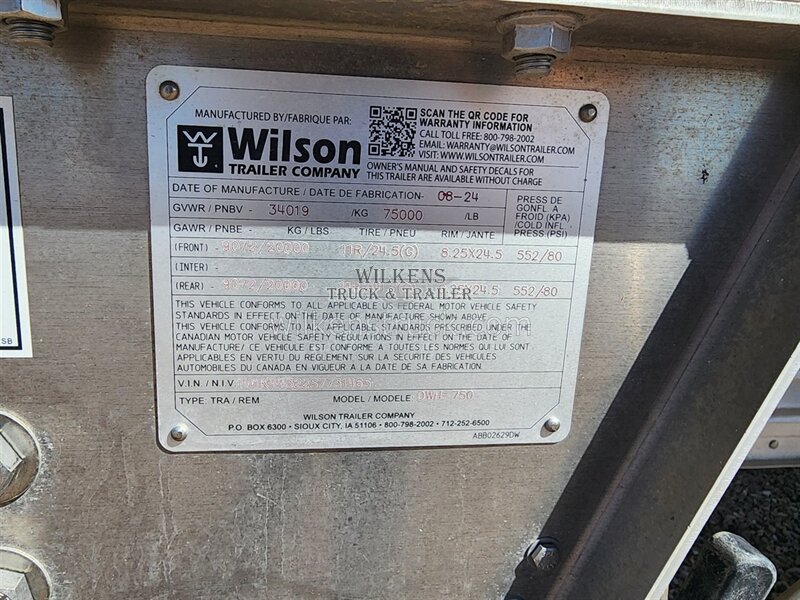 MANUFACTURED BY/FABRIQUE PAR:
Wilson
TRAILER COMPANY
SCAN THE QR CODE FOR
WARRANTY INFORMATION
CALL TOLL FREE: 800-798-2002
EMAIL: WARRANTY@WILSONTRAILER.COM
VISIT: WWW.WILSONTRAILER.COM
OWNER'S MANUAL AND SAFETY DECALS FOR
THIS TRAILER ARE AVAILABLE WITHOUT CHARGE
DATE OF MANUFACTURE / DATE DE FABRICATION- 08-24
GVWR / PNBV - 34019 /KG 75000 /LB
PRESS DE
GONFL A
FROID (KPA)
/COLD INFL
PRESS (PSI)
GAWR / PNBE - KG / LBS TIRE / PNEU RIM / JANTE
(FRONT) - 9072/20000 11R/24.5(G) 8.25X24.5 552/80
(INTER) -
(REAR) - 9072/20000 552/80
WILKENS
TRUCK & TRAILER
THIS VEHICLE CONFORMS TO ALL APPLICABLE US FEDERAL MOTOR VEHICLE SAFETY
STANDARDS IN EFFECT ON THE DATE OF MANUFACTURE SHOWN ABOVE.
THIS VEHICLE CONFORMS TO ALL APPLICABLE STANDARDS PRESCRIBED UNDER THE
CANADIAN MOTOR VEHICLE SAFETY REGULATIONS IN EFFECT ON THE DATE OF
MANUFACTURE/ CE VEHICULE EST CONFORME A TOUTES LES NORMES QUI LUI SONT
APPLICABLES EN VERTU DU REGLEMENT SUR LA SECURITE DES VEHICULES
AUTOMOBILES DU CANADA EN VIGUEUR A LA DATE DE SA FABRICATION.
V.I.N / N.I.V.
TYPE: TRA / REM MODEL / MODELE DWH-750
WILSON TRAILER COMPANY
P.O. BOX 6300 • SIOUX CITY, IA 51106 • 800-798-2002 • 712-252-6500
ABB02629DW
SB